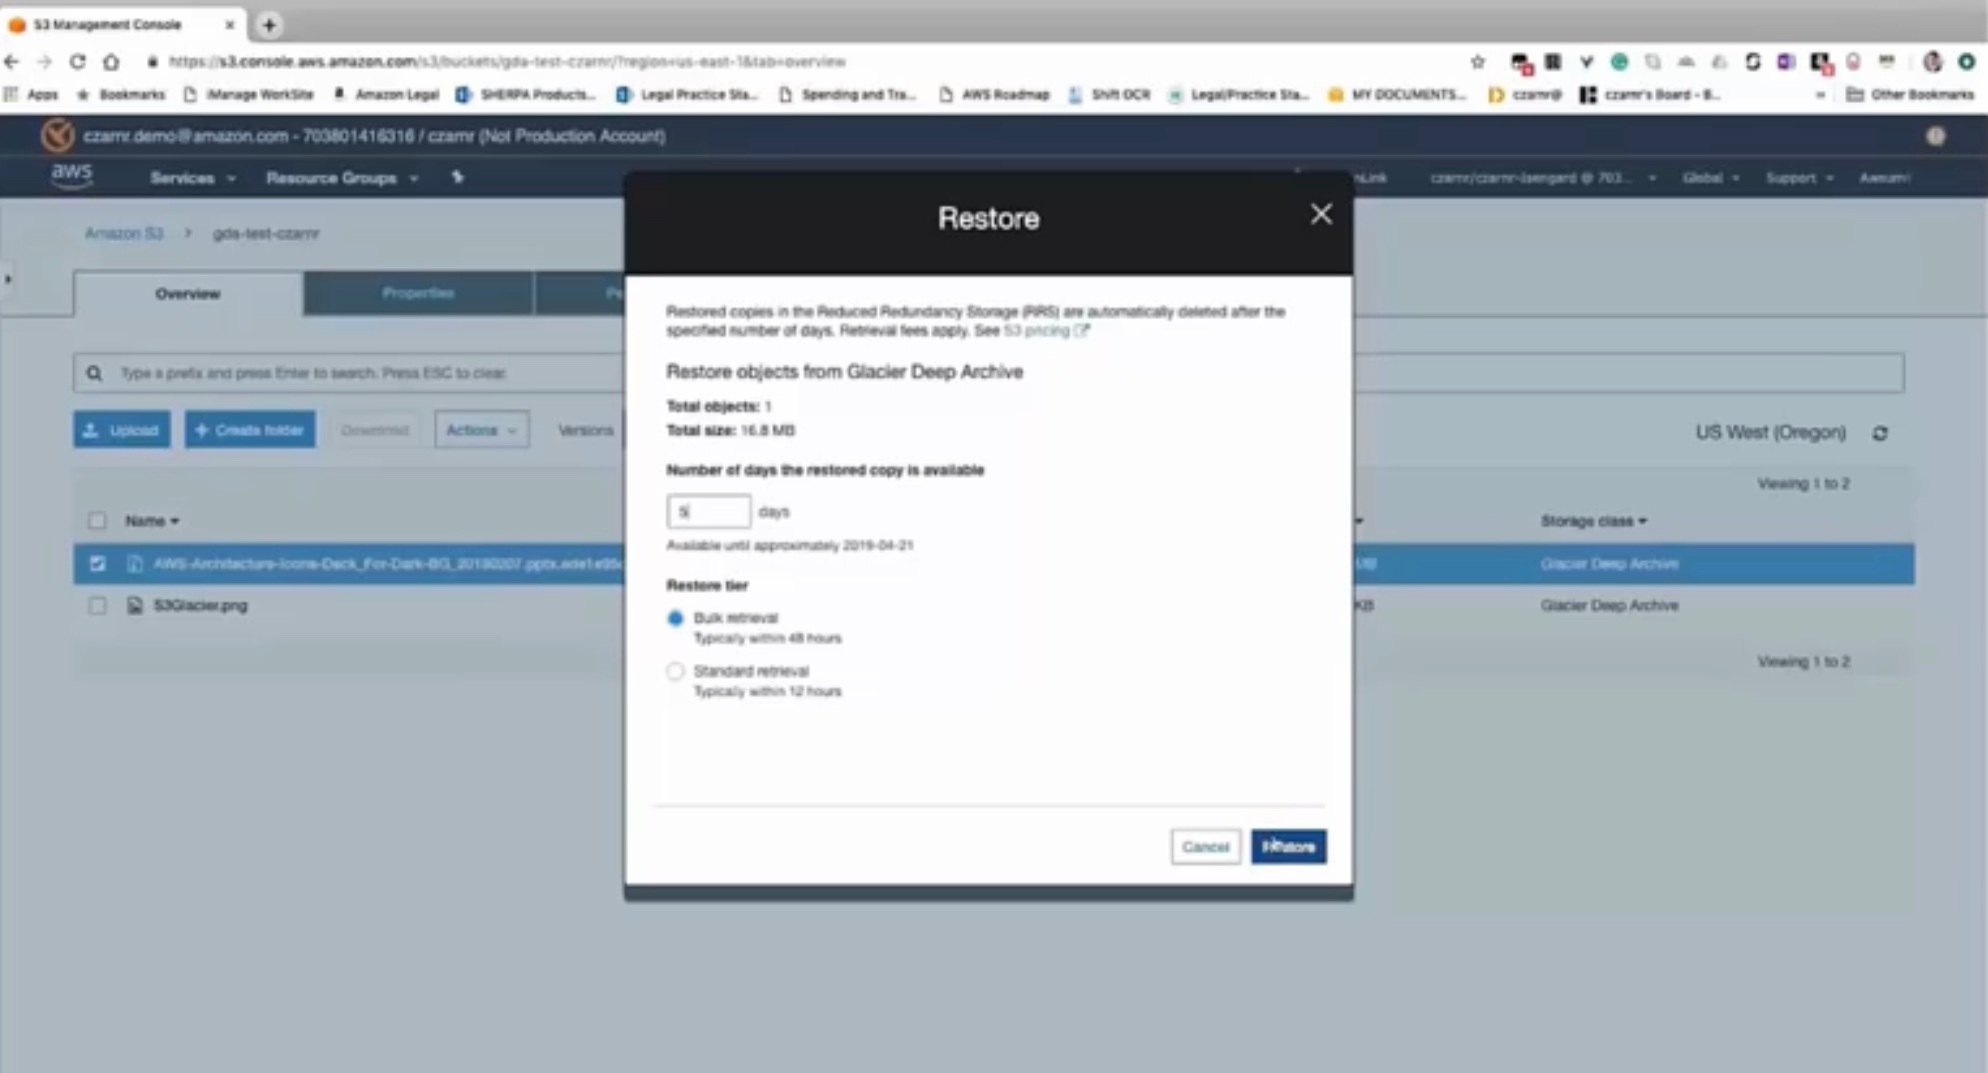 S3 Management Console
https://s3.console.aws.amazon.com/s3/buckets/gda-test-czarnr/?region=us-east-1&tab=overview
Apps Bookmarks iManage WorkSite Amazon Legal SHERPA Products... Legal Practice Sta... Spending and Tra... AWS Roadmap Shift OCR Legal/Practice Sta... MY DOCUMENTS... czarnr@ czarnr's Board - B... » Other Bookmarks
czarnr.demo@amazon.com - 703801416316 / czarnr (Not Production Account)
aws Services Resource Groups czarnr/czarnr-Isengard @ 703... Global Support
Restore
Amazon S3 > gda-test-czarnr
Overview
Properties
Restored copies in the Reduced Redundancy Storage (RRS) are automatically deleted after the
specified number of days. Retrieval fees apply. See S3 pricing
Type a prefix and press Enter to search. Press ESC to clear.
Restore objects from Glacier Deep Archive
Total objects: 1
Total size: 16.8 MB
Upload + Create folder Download Actions Versions
US West (Oregon)
Number of days the restored copy is available
Viewing 1 to 2
5 days
Name
Storage class
Available until approximately 2019-04-21
AWS-Architecture-Icons-Deck_For-Dark-BG_20190207.pptx
Glacier Deep Archive
Restore tier
S3Glacier.png
KB
Glacier Deep Archive
Bulk retrieval
Typically within 48 hours
Viewing 1 to 2
Standard retrieval
Typically within 12 hours
Cancel
Restore